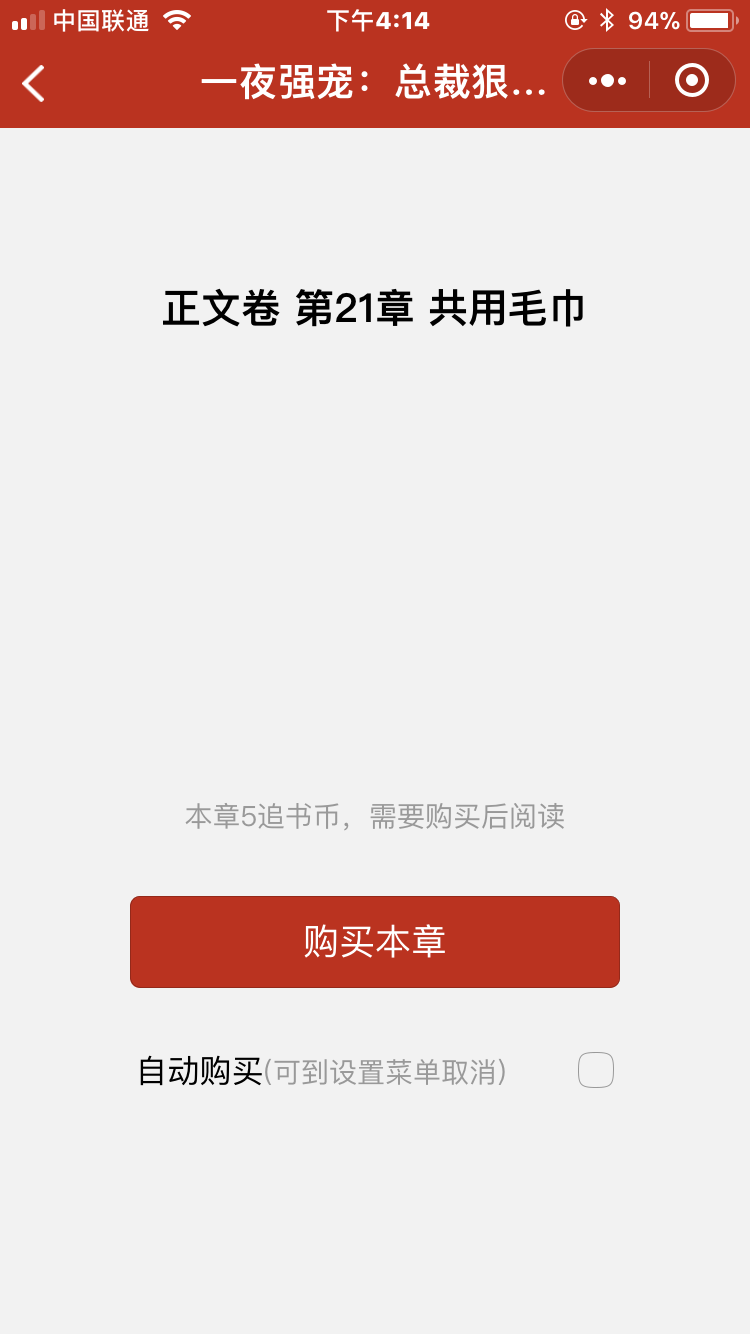 中国联通 下午4:14 94%
一夜强宠：总裁狠...
正文卷 第21章 共用毛巾
本章5追书币，需要购买后阅读
购买本章
自动购买(可到设置菜单取消)